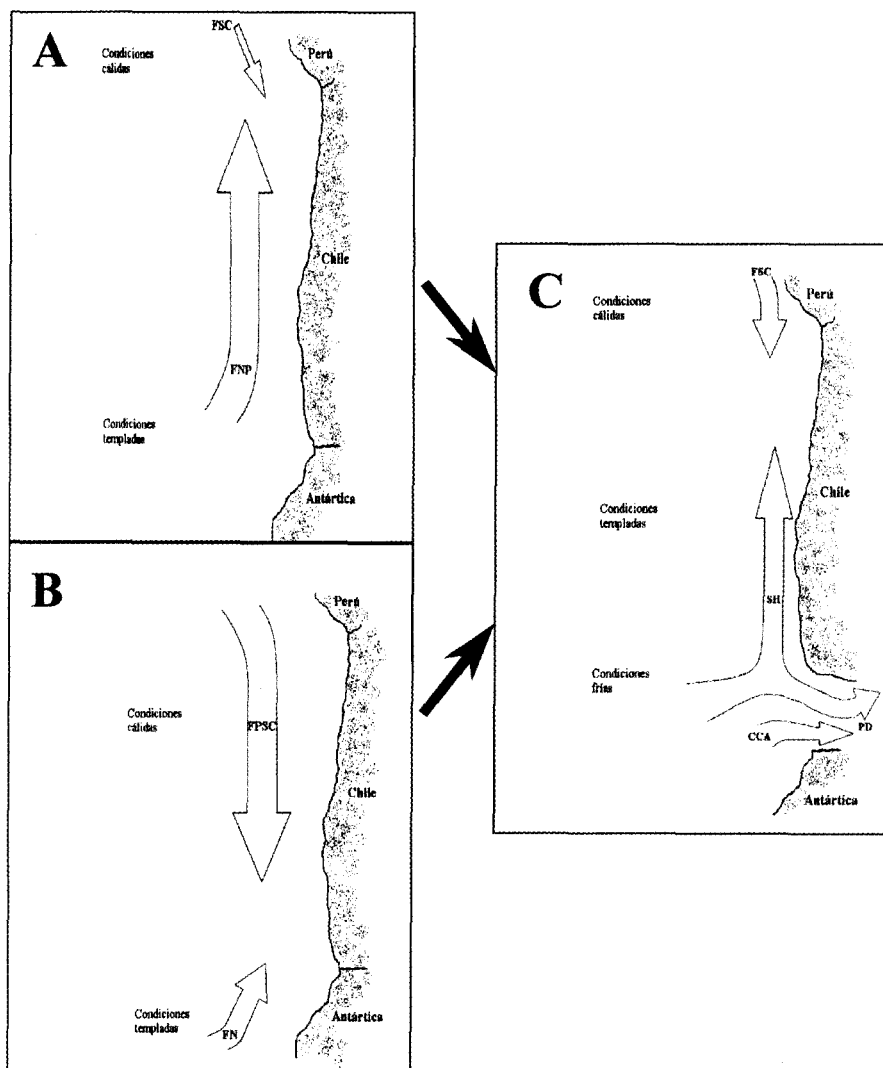 A
FSC
Condiciones
cálidas
Perú
Chile
FNP
Condiciones
templadas
Antártica
B
Perú
Condiciones
cálidas
FPSC
Chile
Condiciones
templadas
FN
Antártica
C
FSC
Condiciones
cálidas
Perú
Condiciones
templadas
Chile
SH
Condiciones
frías
CCA
PD
Antártica